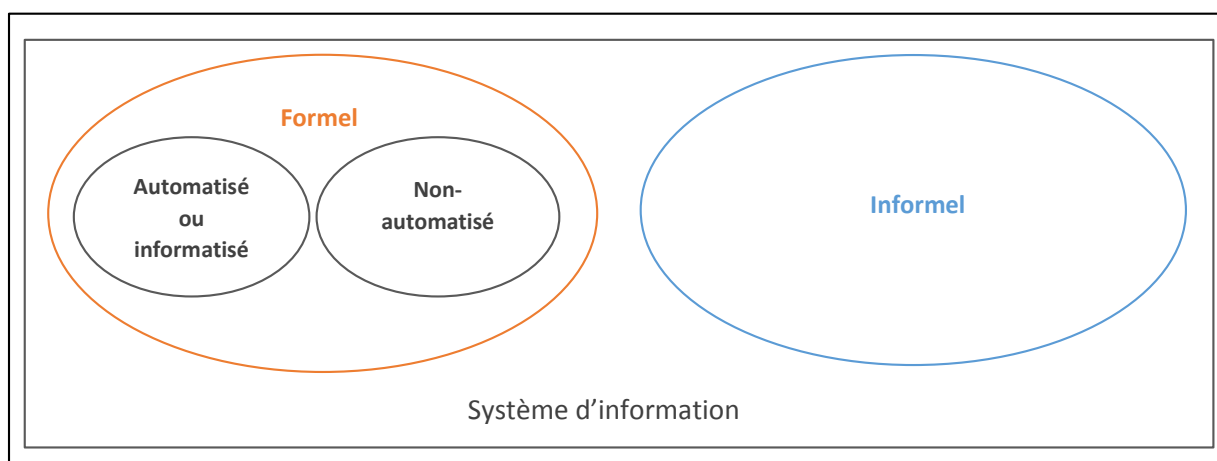 Formel
Automatisé
ou
informatisé
Non-
automatisé
Informel
Système d’information